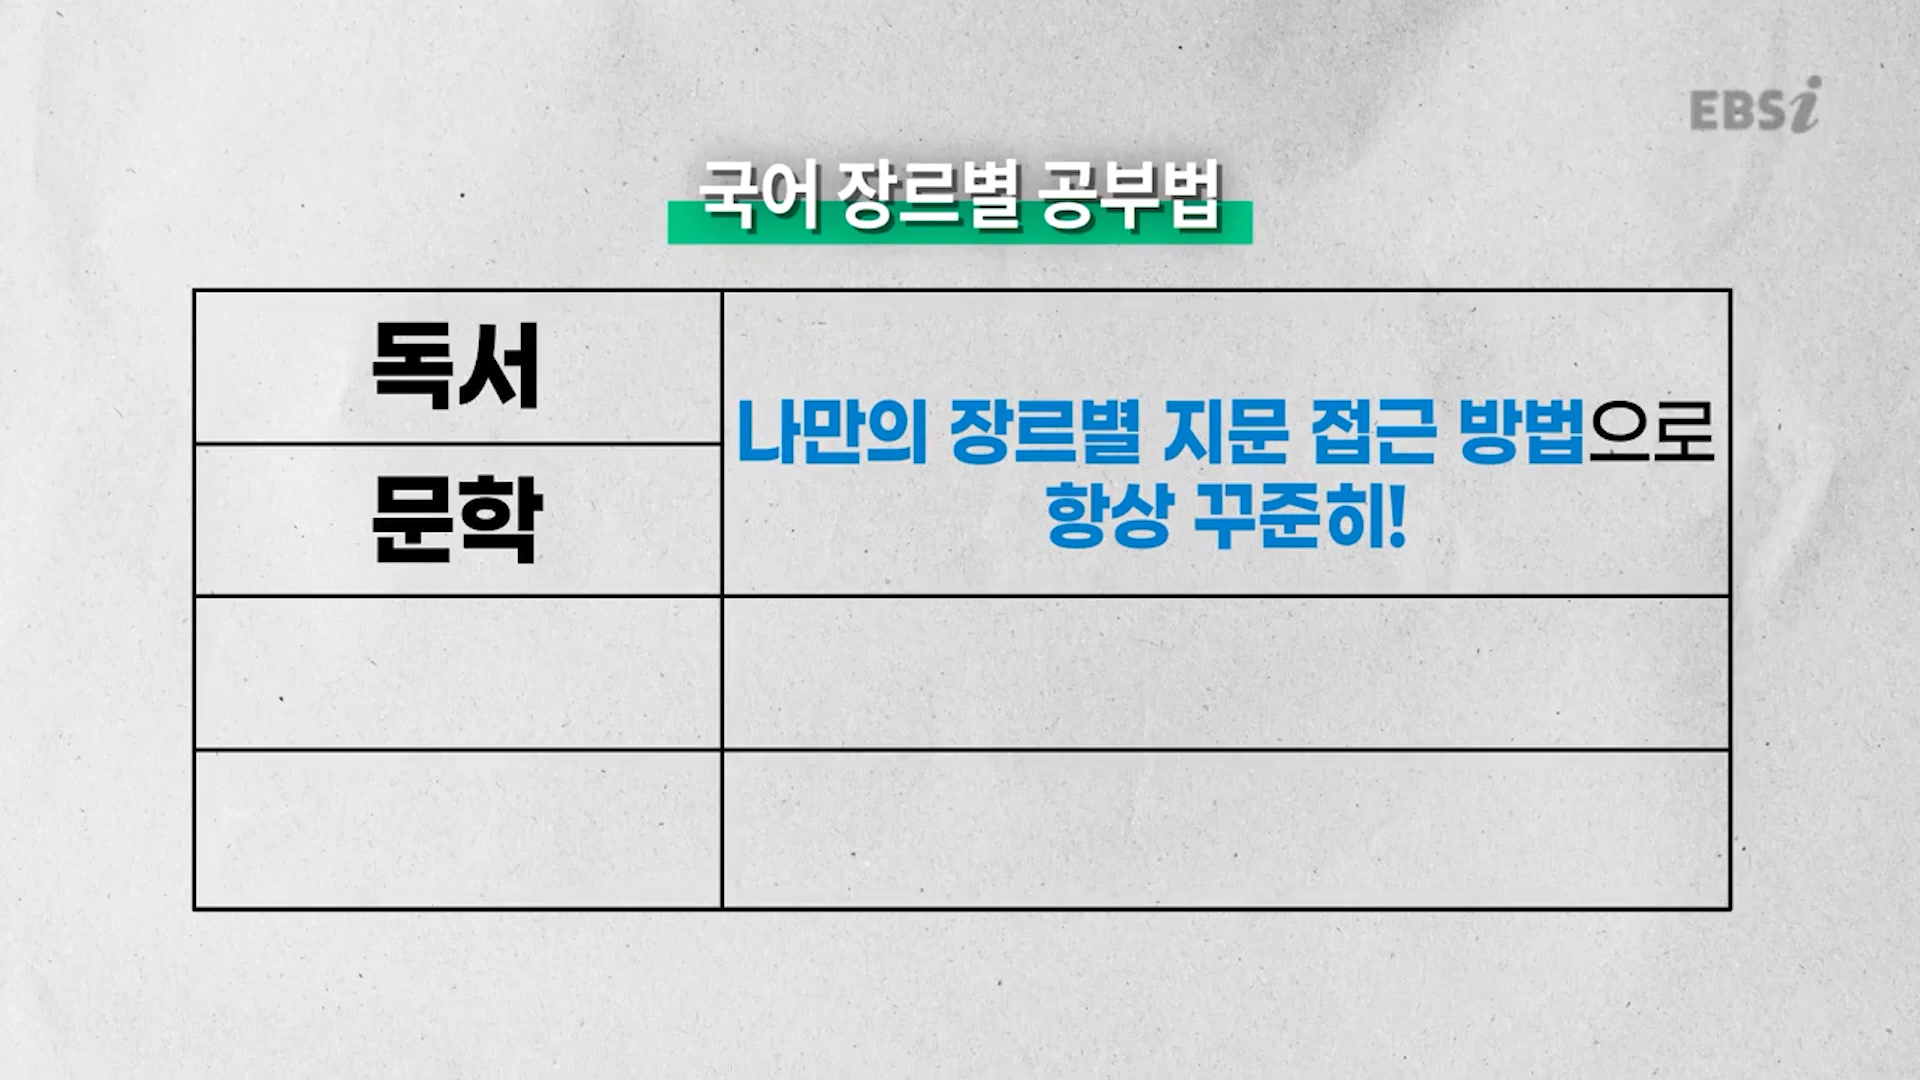 EBSi
국어 장르별 공부법
독서
문학
나만의 장르별 지문 접근 방법으로
항상 꾸준히!